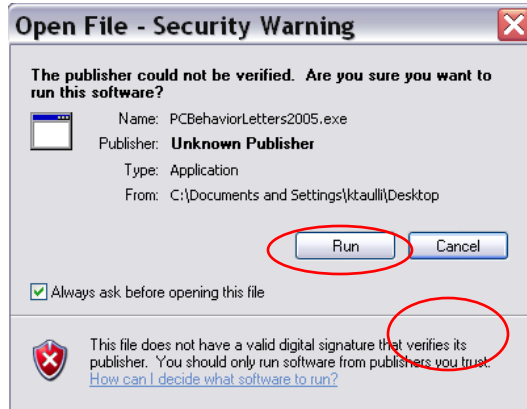 Open File - Security Warning
The publisher could not be verified. Are you sure you want to
run this software?
Name: PCBehaviorLetters2005.exe
Publisher: Unknown Publisher
Type: Application
From: C:\Documents and Settings\ktaulli\Desktop
Run Cancel
Always ask before opening this file
This file does not have a valid digital signature that verifies its
publisher. You should only run software from publishers you trust.
How can I decide what software to run?